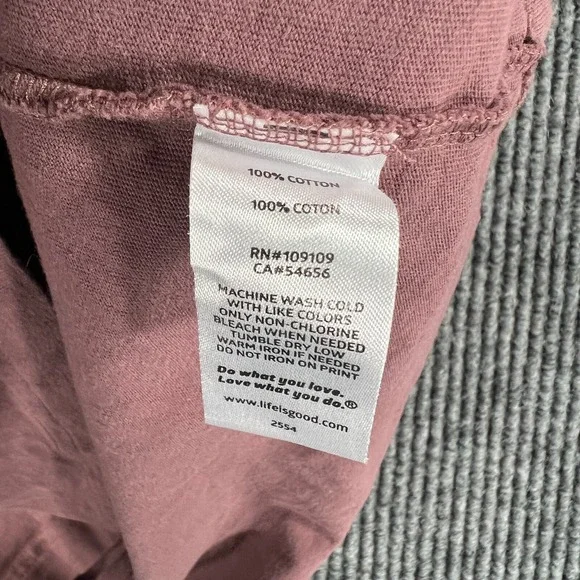 100% COTTON
100% COTON
RN#109109
CA#54656
MACHINE WASH COLD
WITH LIKE COLORS
ONLY NON-CHLORINE
BLEACH WHEN NEEDED
TUMBLE DRY LOW
WARM IRON IF NEEDED
DO NOT IRON ON PRINT
Do what you love.
Love what you do.®
www.lifeisgood.com
2554